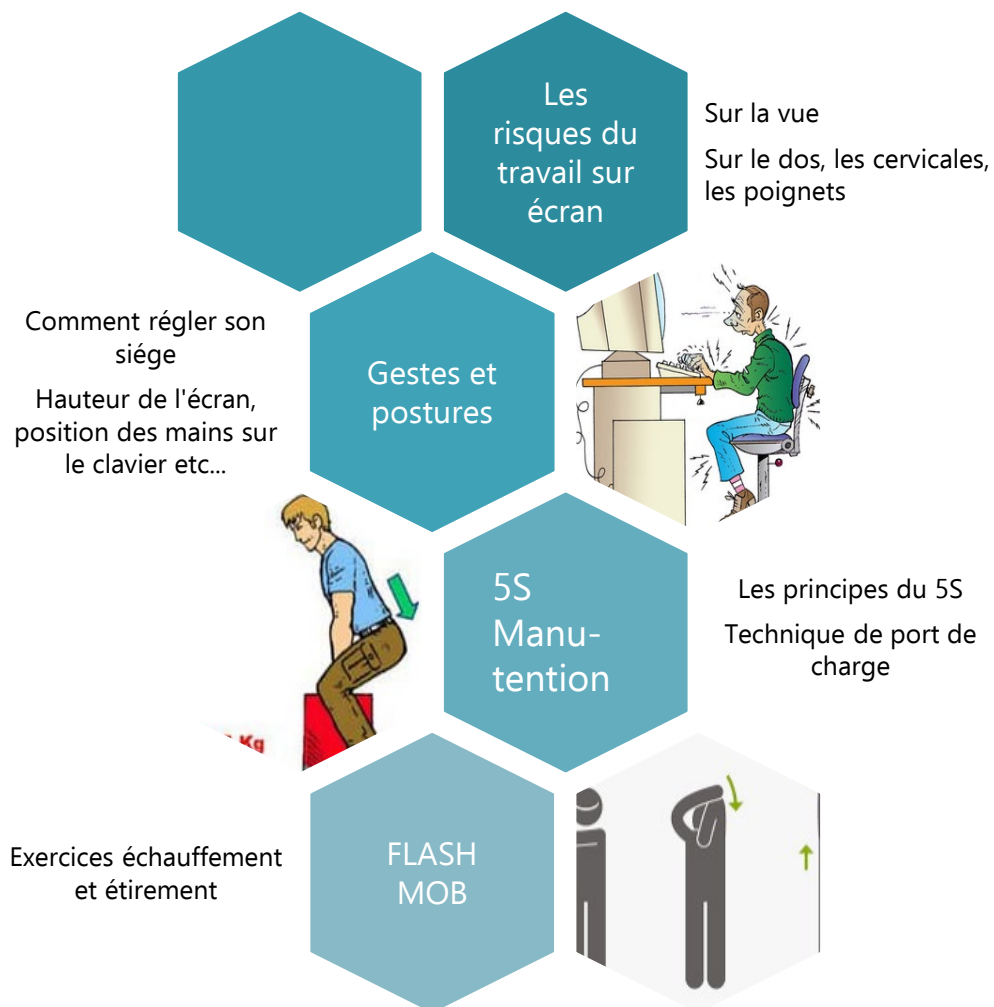 Les
risques du
travail sur
écran
Sur la vue
Sur le dos, les cervicales,
les poignets
Comment régler son
siége
Hauteur de l'écran,
position des mains sur
le clavier etc...
Gestes et
postures
5S
Manu-
tention
Les principes du 5S
Technique de port de
charge
Kg
Exercices échauffement
et étirement
FLASH
MOB